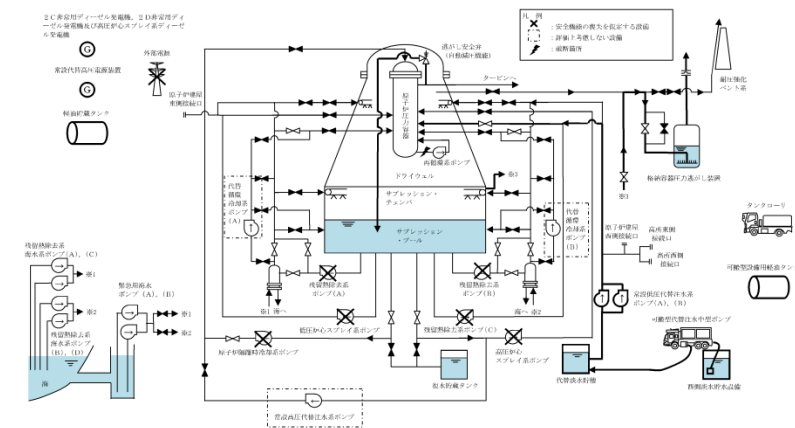 2C非常用ディーゼル発電機，2D非常用ディ
ーゼル発電機及び高圧炉心スプレイ系ディーゼ
ル発電機
G
常設代替高圧電源装置
G
軽油貯蔵タンク
外部電源
原子炉建屋
東側接続口
逃がし安全弁
(自動減圧機能)
凡 例
：安全機能の喪失を仮定する設備
：評価上考慮しない設備
：破断箇所
タービンへ
耐圧強化
ベント系
原子炉圧力容器
再循環系ポンプ
ドライウェル
サプレッション・
チェンバ
サプレッション
・プール
※3
格納容器圧力逃がし装置
※3
代替
循環
冷却系
ポンプ
(A)
代替
循環
冷却系
ポンプ
(B)
原子炉建屋
西側接続口
高所東側
接続口
高所西側
接続口
タンクローリ
可搬型設備用軽油タンク
残留熱除去系
海水系ポンプ(A)，(C)
※1
※2
残留熱除去系
海水系ポンプ
(B)，(D)
海
緊急用海水
ポンプ(A)，(B)
※1
※2
※1
海へ
残留熱除去系
ポンプ(A)
残留熱除去系
ポンプ(B)
海へ
※2
低圧炉心スプレイ系ポンプ
残留熱除去系ポンプ(C)
原子炉隔離時冷却系ポンプ
高圧炉心
スプレイ系ポンプ
復水貯蔵タンク
常設高圧代替注水系ポンプ
常設低圧代替注水系
ポンプ(A)，(B)
可搬型代替注水中型ポンプ
代替淡水貯槽
西側淡水貯水設備